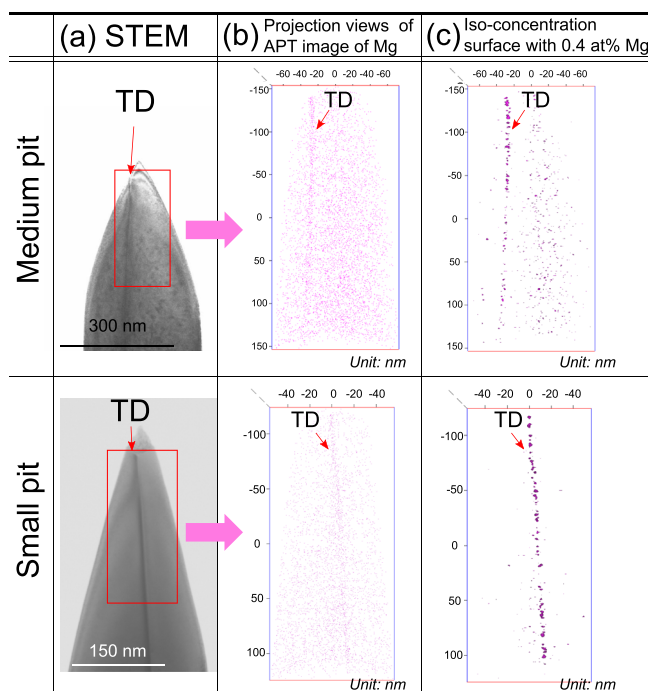 (a) STEM
(b) Projection views of
APT image of Mg
(c) Iso-concentration
surface with 0.4 at% Mg
Medium pit
TD
300 nm
-60 -40 -20 0 -20 -40 -60
-150
-100
-50
0
50
100
150
TD
Unit: nm
-60 -40 -20 0 -20 -40 -60
-150
-100
-50
0
50
100
150
TD
Unit: nm
Small pit
TD
150 nm
-40 -20 0 -20 -40
-100
-50
0
50
100
TD
Unit: nm
-40 -20 0 -20 -40
-100
-50
0
50
100
TD
Unit: nm